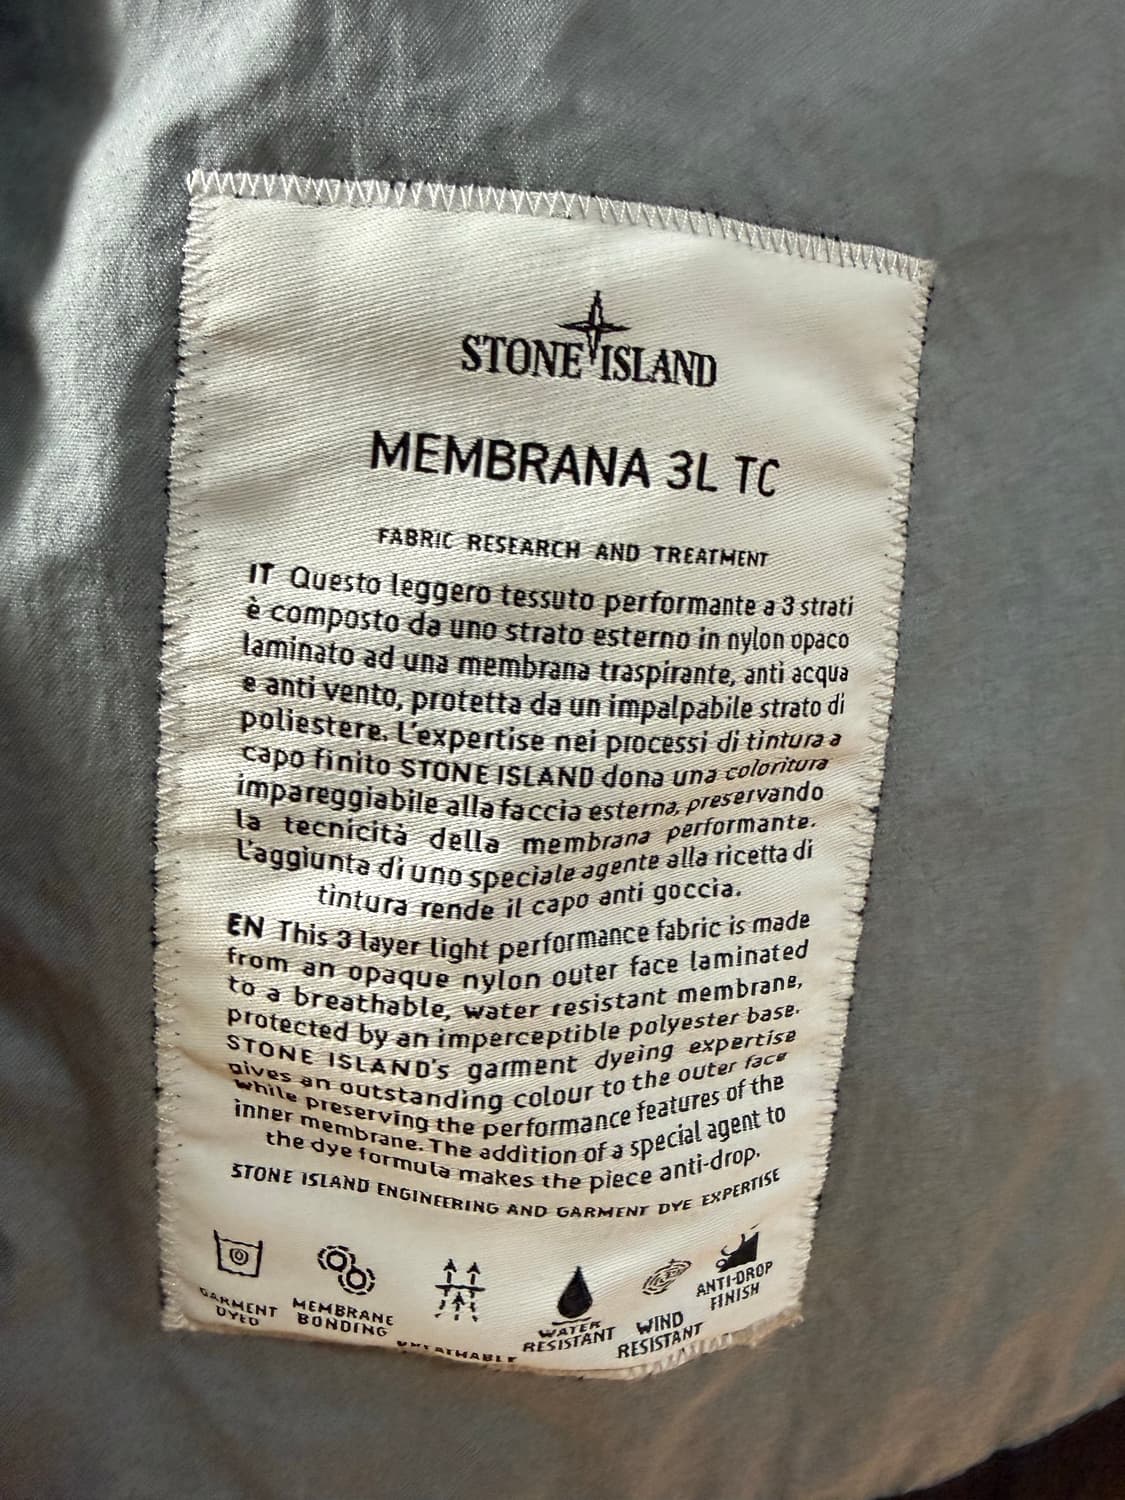 STONE ISLAND
MEMBRANA 3L TC
FABRIC RESEARCH AND TREATMENT
IT Questo leggero tessuto performante a 3 strati
è composto da uno strato esterno in nylon opaco
laminato ad una membrana traspirante, anti acqua
e anti vento, protetta da un impalpabile strato di
poliestere. L'expertise nei processi di tintura a
capo finito STONE ISLAND dona una coloritura
impareggiabile alla faccia esterna, preservando
la tecnicità della membrana performante.
L'aggiunta di uno speciale agente alla ricetta di
tintura rende il capo anti goccia.
EN This 3 layer light performance fabric is made
from an opaque nylon outer face laminated
to a breathable, water resistant membrane,
protected by an imperceptible polyester base.
STONE ISLAND's garment dyeing expertise
gives an outstanding colour to the outer face
while preserving the performance features of the
inner membrane. The addition of a special agent to
the dye formula makes the piece anti-drop.
STONE ISLAND ENGINEERING AND GARMENT DYE EXPERTISE
GARMENT
DYED
MEMBRANE
BONDING
BREATHABLE
WATER
RESISTANT
WIND
RESISTANT
ANTI-DROP
FINISH